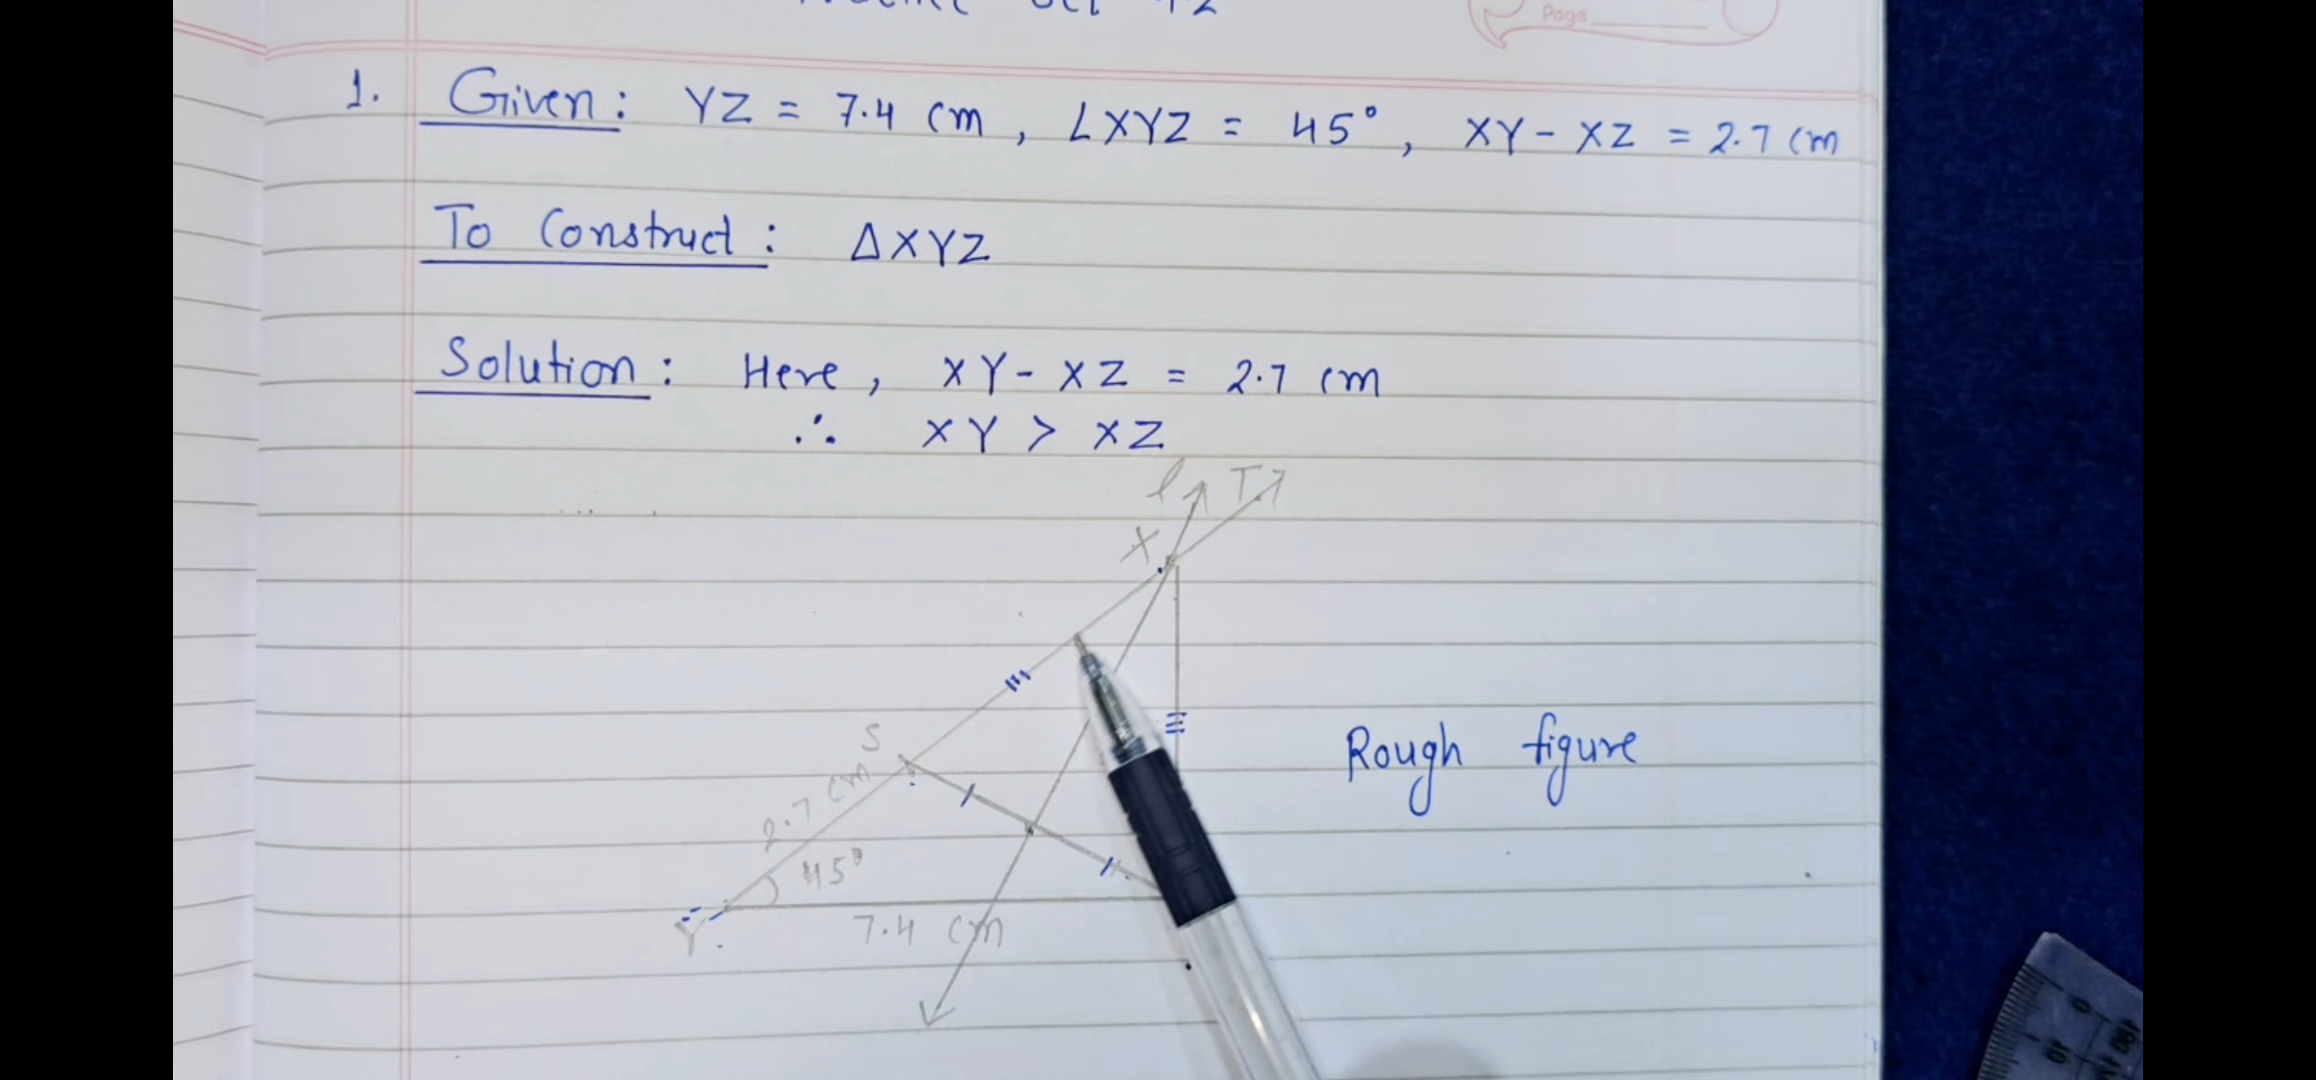 Page
1. Given: YZ = 7.4 cm, ∠XYZ = 45°, XY - XZ = 2.7 cm
To Construct: ΔXYZ
Solution: Here, XY - XZ = 2.7 cm
∴ XY > XZ
l T
X
S
2.7 cm
Rough figure
45°
7.4 cm
Y